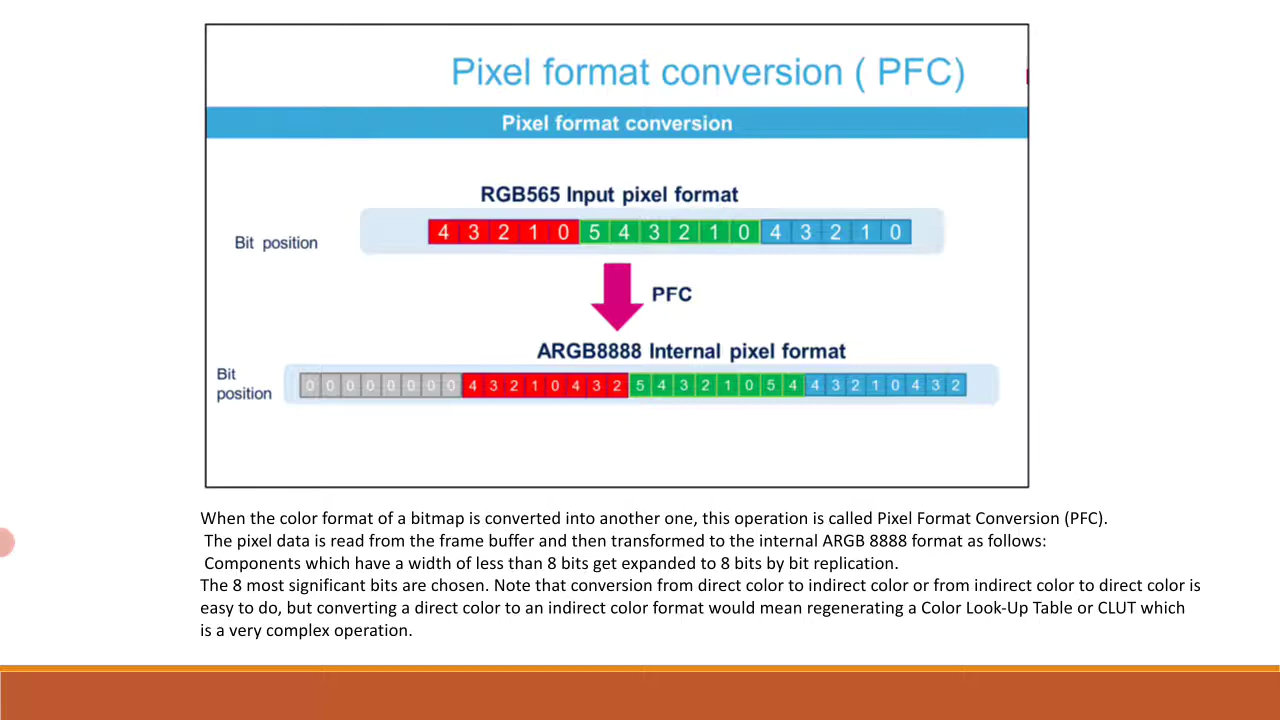 Pixel format conversion ( PFC)
Pixel format conversion
RGB565 Input pixel format
Bit position
4 3 2 1 0 5 4 3 2 1 0 4 3 2 1 0
PFC
ARGB8888 Internal pixel format
Bit
position
0 0 0 0 0 0 0 0 4 3 2 1 0 4 3 2 5 4 3 2 1 0 5 4 4 3 2 1 0 4 3 2
When the color format of a bitmap is converted into another one, this operation is called Pixel Format Conversion (PFC).
The pixel data is read from the frame buffer and then transformed to the internal ARGB 8888 format as follows:
Components which have a width of less than 8 bits get expanded to 8 bits by bit replication.
The 8 most significant bits are chosen. Note that conversion from direct color to indirect color or from indirect color to direct color is
easy to do, but converting a direct color to an indirect color format would mean regenerating a Color Look-Up Table or CLUT which
is a very complex operation.